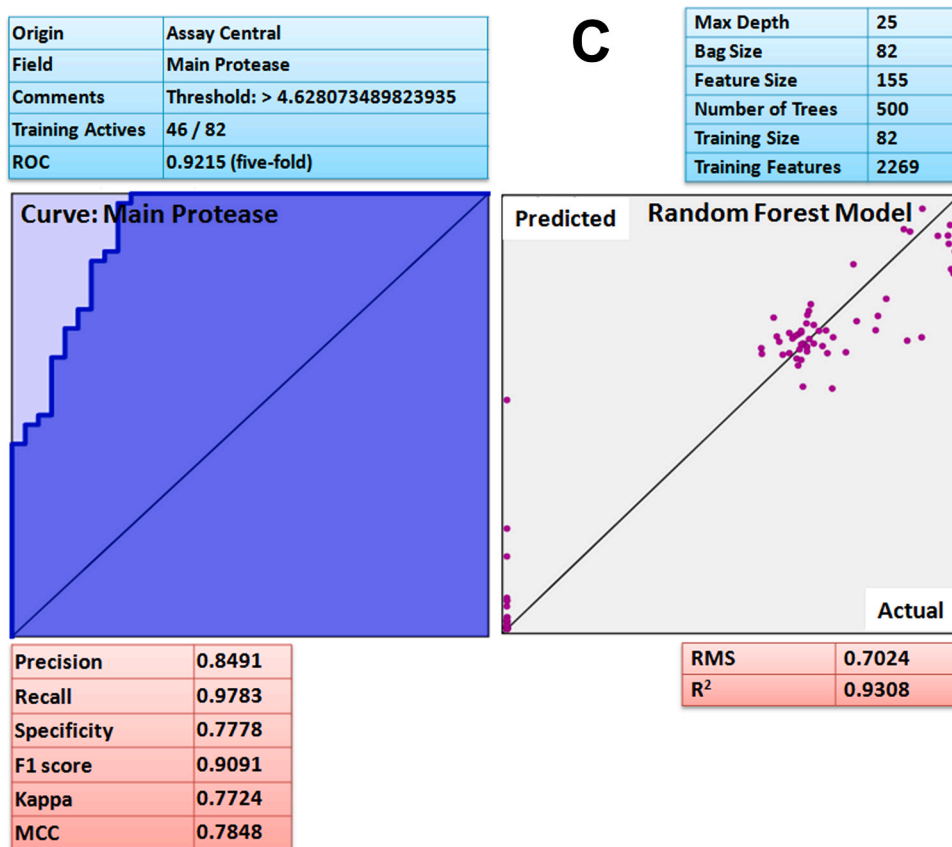 Origin Assay Central
Field Main Protease
Comments Threshold: > 4.628073489823935
Training Actives 46 / 82
ROC 0.9215 (five-fold)
Curve: Main Protease
Precision 0.8491
Recall 0.9783
Specificity 0.7778
F1 score 0.9091
Kappa 0.7724
MCC 0.7848
C
Max Depth 25
Bag Size 82
Feature Size 155
Number of Trees 500
Training Size 82
Training Features 2269
Predicted Random Forest Model
Actual
RMS 0.7024
R² 0.9308